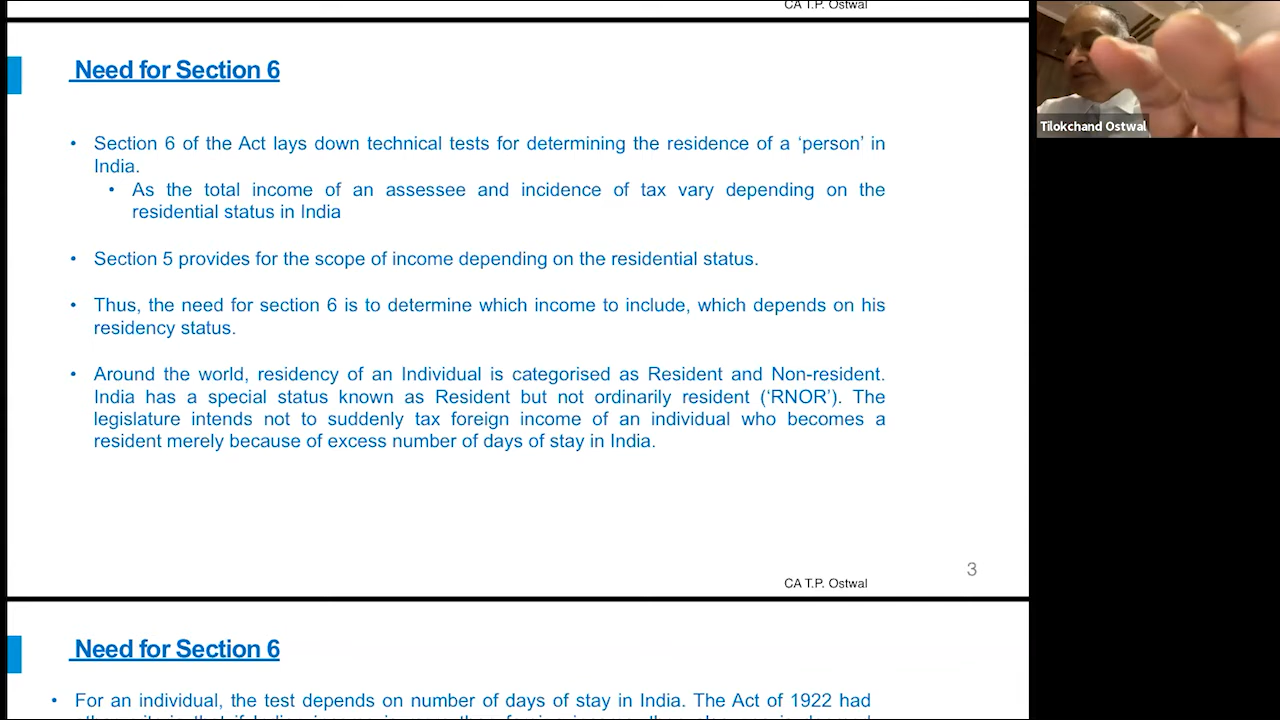 CA T.P. Ostwal
Need for Section 6
• Section 6 of the Act lays down technical tests for determining the residence of a ‘person’ in
India.
• As the total income of an assessee and incidence of tax vary depending on the
residential status in India
• Section 5 provides for the scope of income depending on the residential status.
• Thus, the need for section 6 is to determine which income to include, which depends on his
residency status.
• Around the world, residency of an Individual is categorised as Resident and Non-resident.
India has a special status known as Resident but not ordinarily resident (‘RNOR’). The
legislature intends not to suddenly tax foreign income of an individual who becomes a
resident merely because of excess number of days of stay in India.
3
CA T.P. Ostwal
Need for Section 6
• For an individual, the test depends on number of days of stay in India. The Act of 1922 had
Tilokchand Ostwal